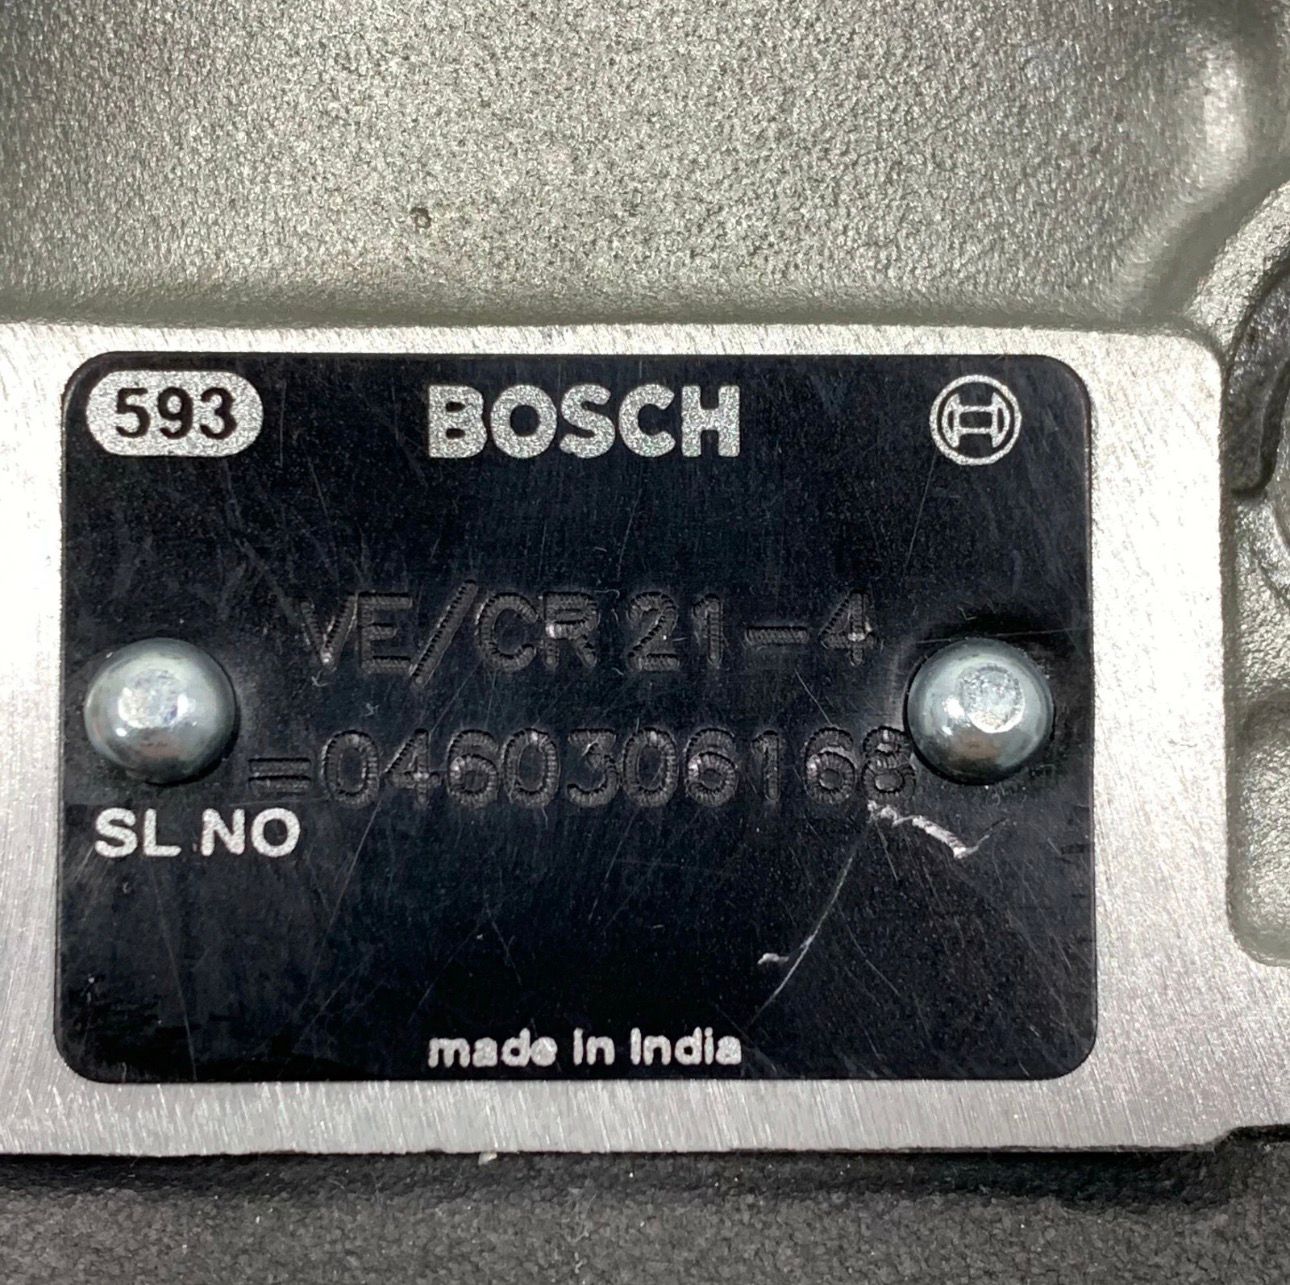 593 BOSCH
VE/CR 21-4
=0460306168
SL NO
made in India